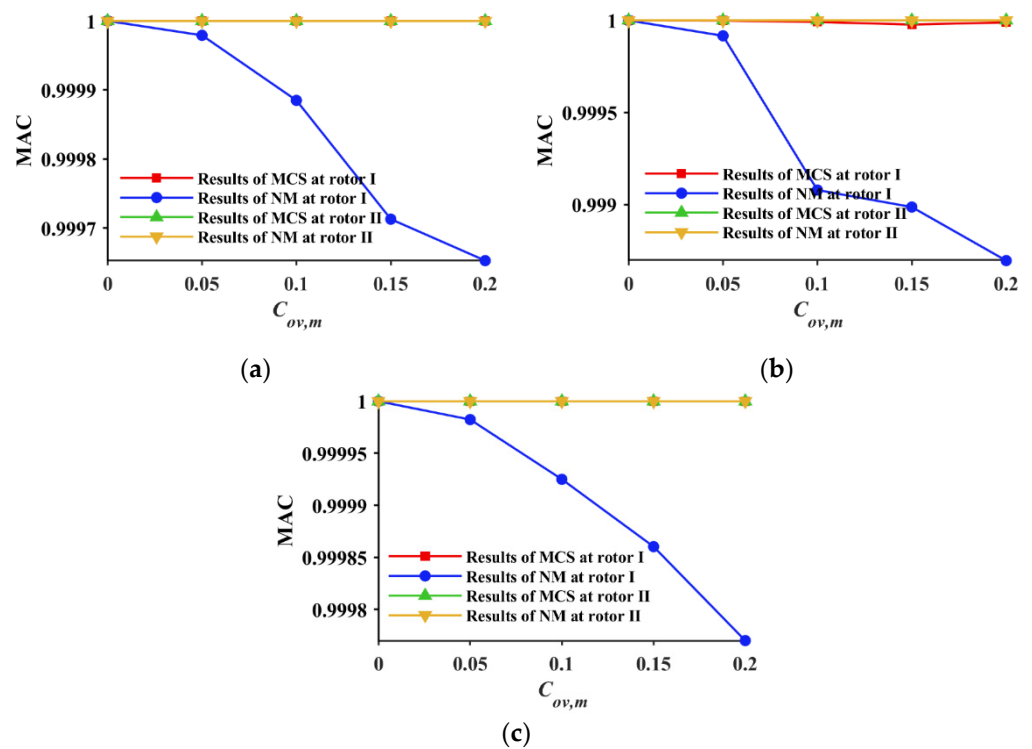 1
0.9999
0.9998
0.9997
MAC
Results of MCS at rotor I
Results of NM at rotor I
Results of MCS at rotor II
Results of NM at rotor II
0 0.05 0.1 0.15 0.2
Cov,m
(a)
1
0.9995
0.999
MAC
Results of MCS at rotor I
Results of NM at rotor I
Results of MCS at rotor II
Results of NM at rotor II
0 0.05 0.1 0.15 0.2
Cov,m
(b)
1
0.99995
0.9999
0.99985
0.9998
MAC
Results of MCS at rotor I
Results of NM at rotor I
Results of MCS at rotor II
Results of NM at rotor II
0 0.05 0.1 0.15 0.2
Cov,m
(c)